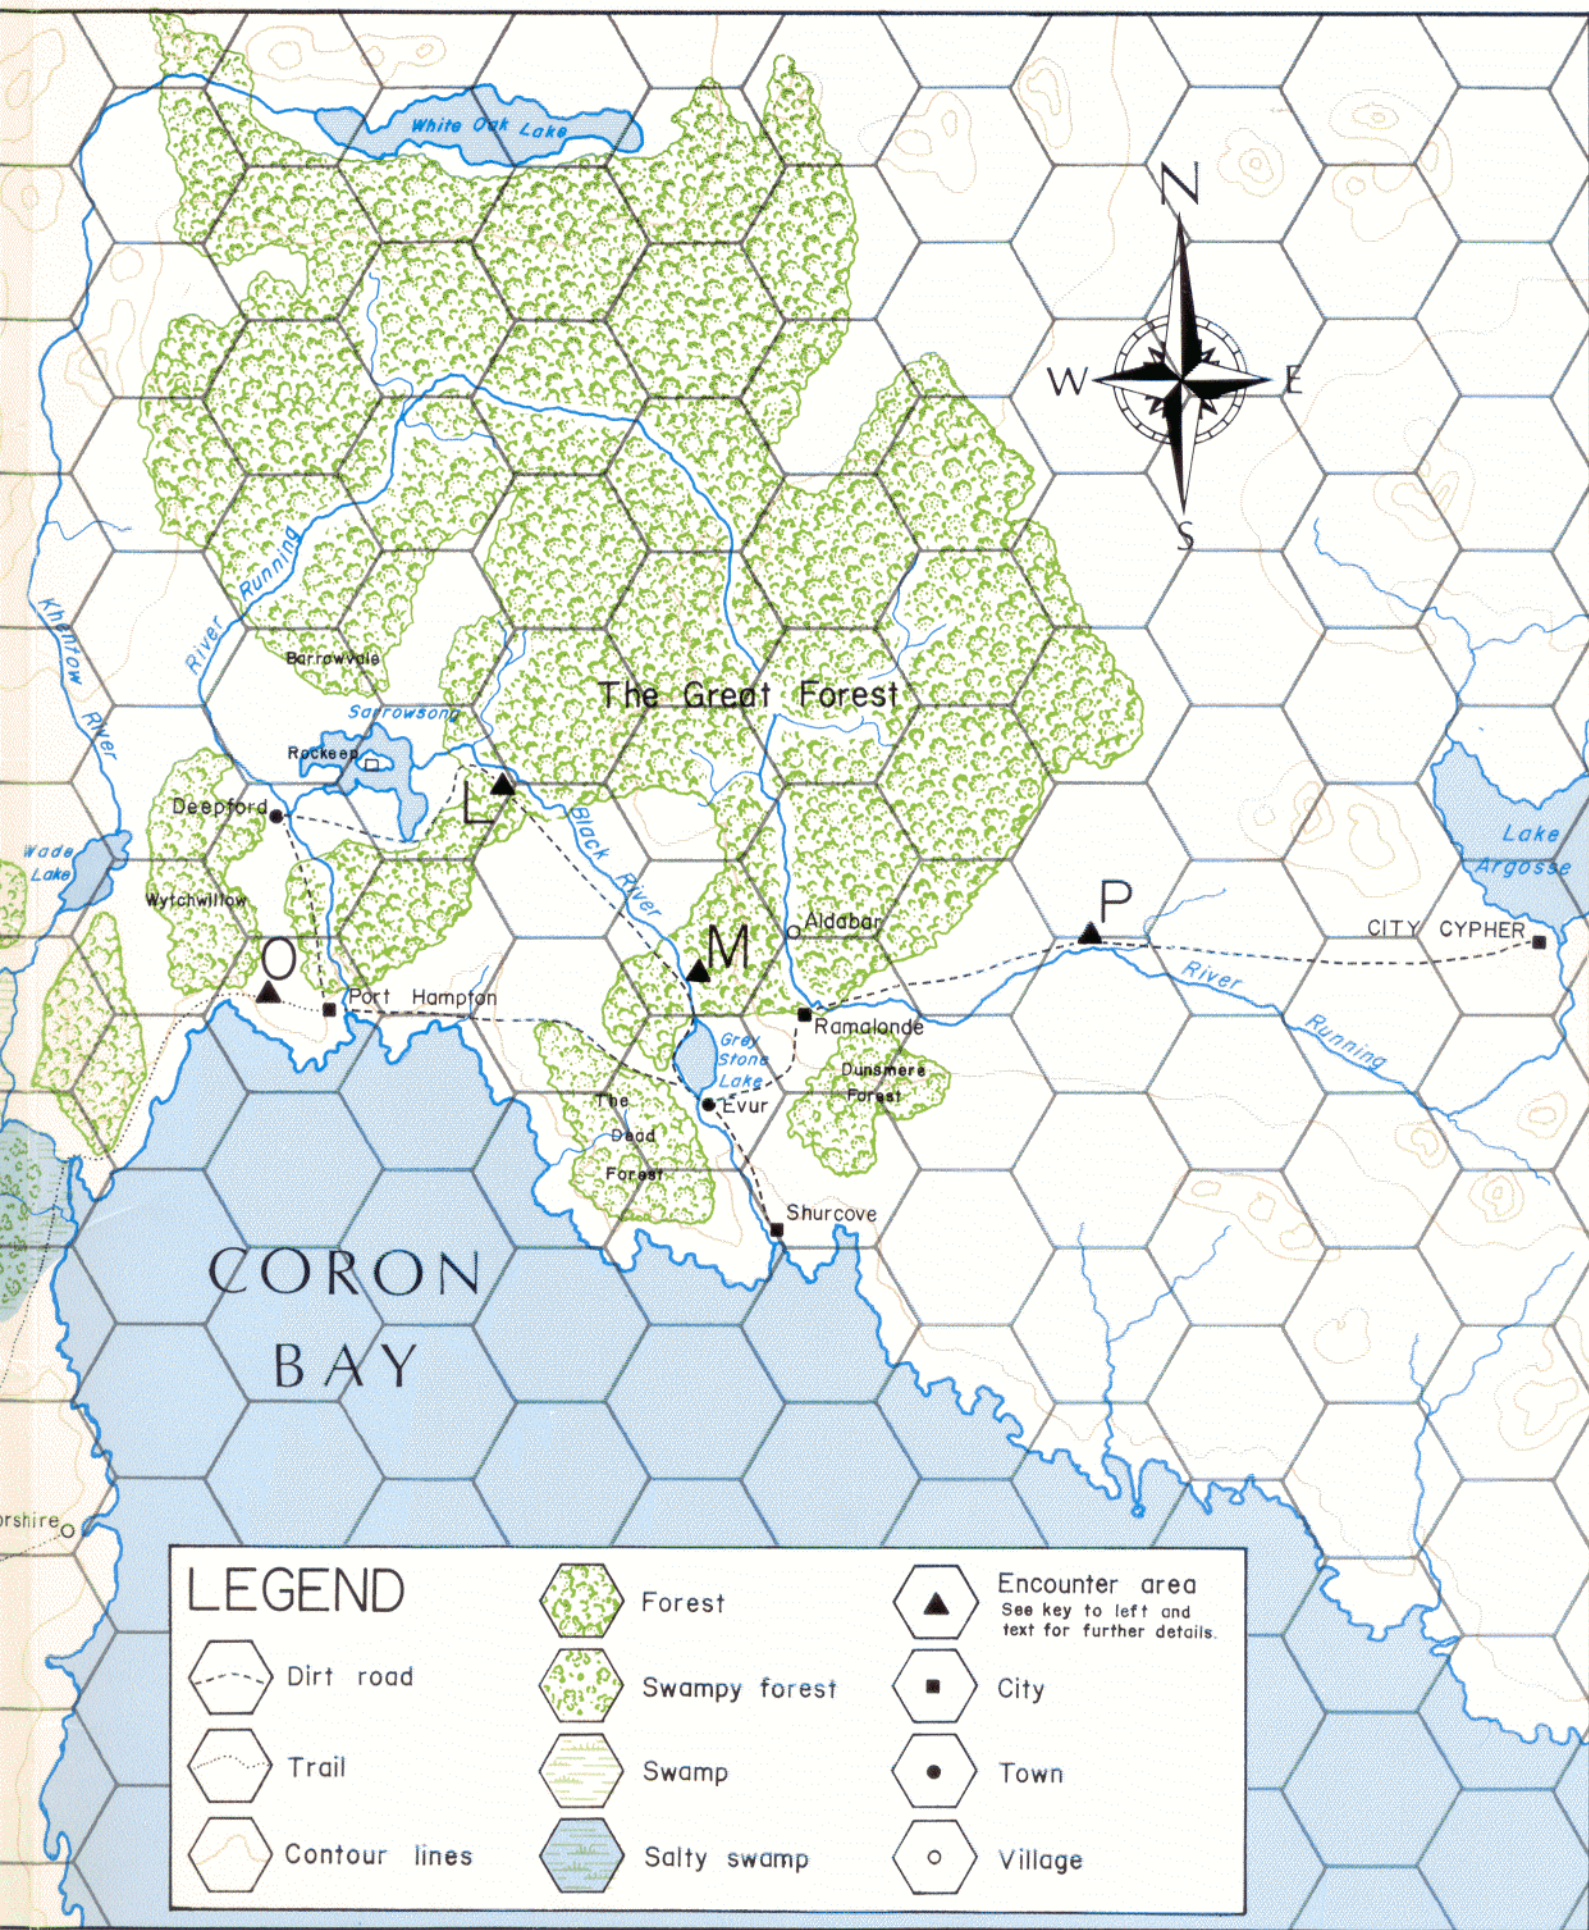 White Oak Lake
N
W
E
S
River Running
Khentow River
Barrowvale
The Great Forest
Sarrowsong
Rockeep
Deepford
L
Black River
Wade
Lake
Lake
Argosse
Wytchwillow
P
Aldabar
CITY CYPHER
M
O
River Running
Port Hampton
Ramalonde
Grey
Stone
Lake
Dunsmere
Forest
The
Dead
Forest
Evur
Shurcove
CORON
BAY
orshire
LEGEND
Dirt road
Trail
Contour lines
Forest
Swampy forest
Swamp
Salty swamp
Encounter area
See key to left and
text for further details.
City
Town
Village